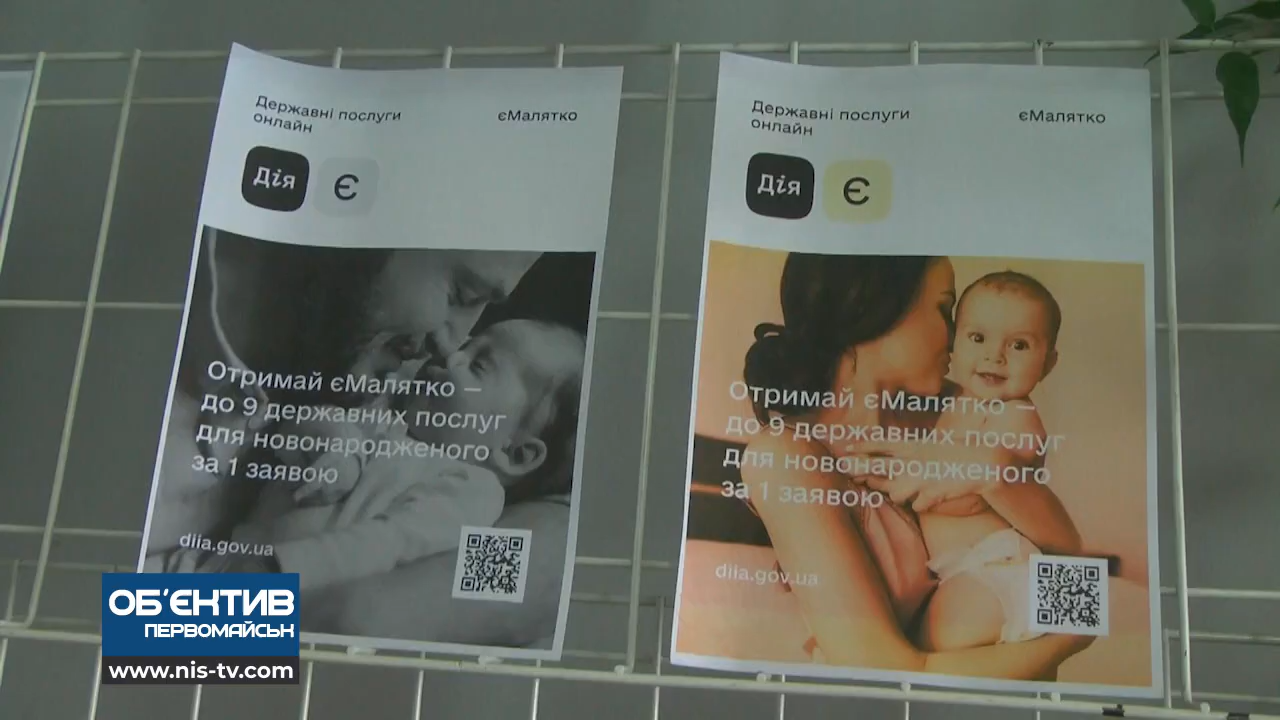 Державні послуги
онлайн
єМалятко
Дія
Є
Отримай єМалятко —
до 9 державних послуг
для новонародженого
за 1 заявою
diia.gov.ua
Державні послуги
онлайн
єМалятко
Дія
Є
Отримай єМалятко —
до 9 державних послуг
для новонародженого
за 1 заявою
diia.gov.ua
ОБ'ЄКТИВ
ПЕРВОМАЙСЬК
www.nis-tv.com